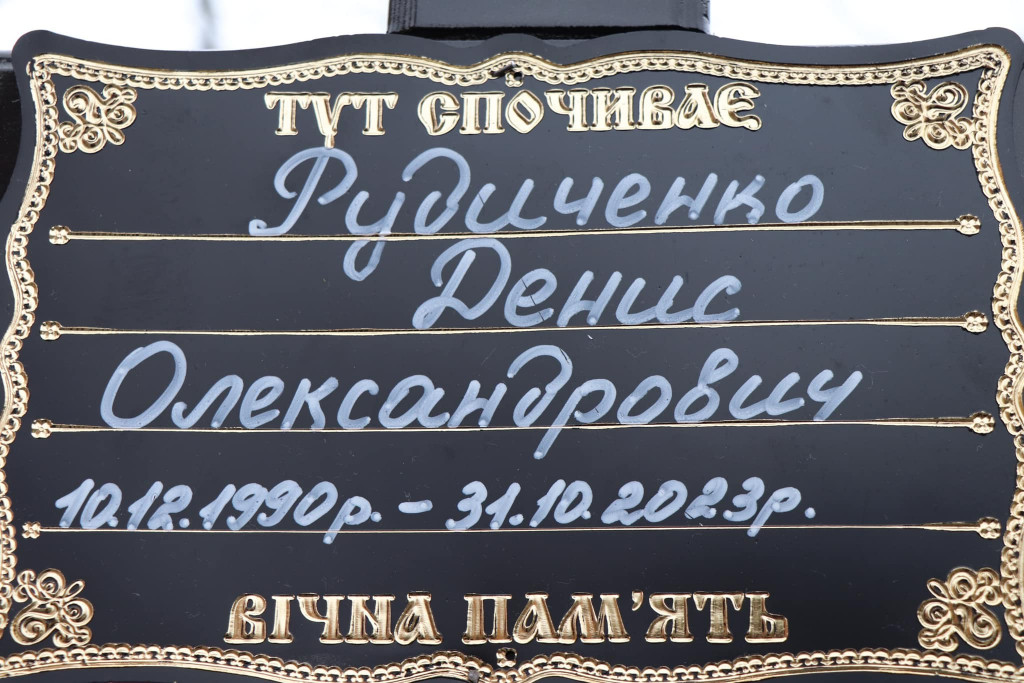 ТУТ СПОЧИВАЄ
Рудиченко
Денис
Олександрович
10.12.1990р. - 31.10.2023р.
ВІЧНА ПАМ'ЯТЬ